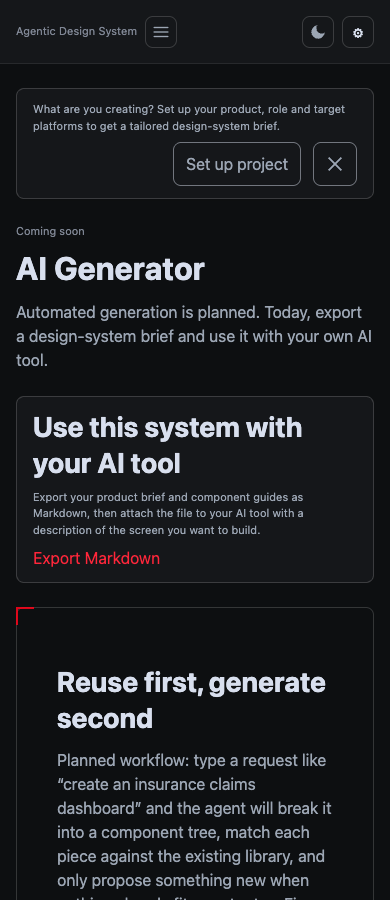 Agentic Design System
What are you creating? Set up your product, role and target
platforms to get a tailored design-system brief.
Set up project
Coming soon
AI Generator
Automated generation is planned. Today, export
a design-system brief and use it with your own AI
tool.
Use this system with
your AI tool
Export your product brief and component guides as
Markdown, then attach the file to your AI tool with a
description of the screen you want to build.
Export Markdown
Reuse first, generate
second
Planned workflow: type a request like
“create an insurance claims
dashboard” and the agent will break it
into a component tree, match each
piece against the existing library, and
only propose something new when